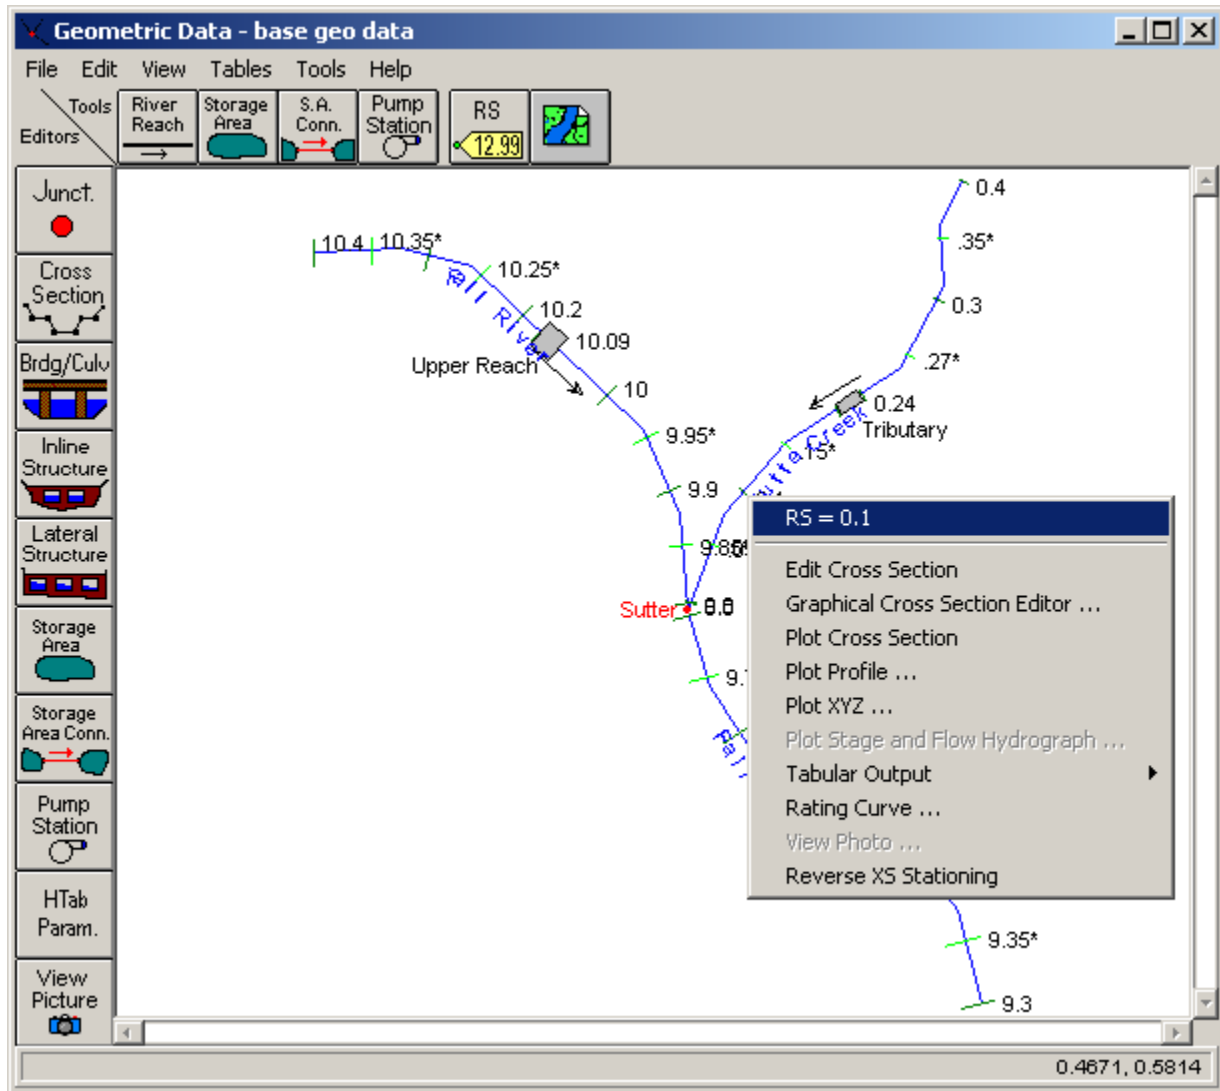 Geometric Data - base geo data
File Edit View Tables Tools Help
Tools
Editors
River
Reach
Storage
Area
S.A.
Conn.
Pump
Station
RS
12.99
Junct.
Cross
Section
Brdg/Culv
Inline
Structure
Lateral
Structure
Storage
Area
Storage
Area Conn.
Pump
Station
HTab
Param.
View
Picture
10.4
10.35*
10.25*
10.2
10.09
River
Upper Reach
10
9.95*
9.9
Sutter
0.4
.35*
0.3
.27*
0.24
Tributary
Creek
RS = 0.1
Edit Cross Section
Graphical Cross Section Editor ...
Plot Cross Section
Plot Profile ...
Plot XYZ ...
Plot Stage and Flow Hydrograph ...
Tabular Output
Rating Curve ...
View Photo ...
Reverse XS Stationing
9.35*
9.3
0.4671, 0.5814